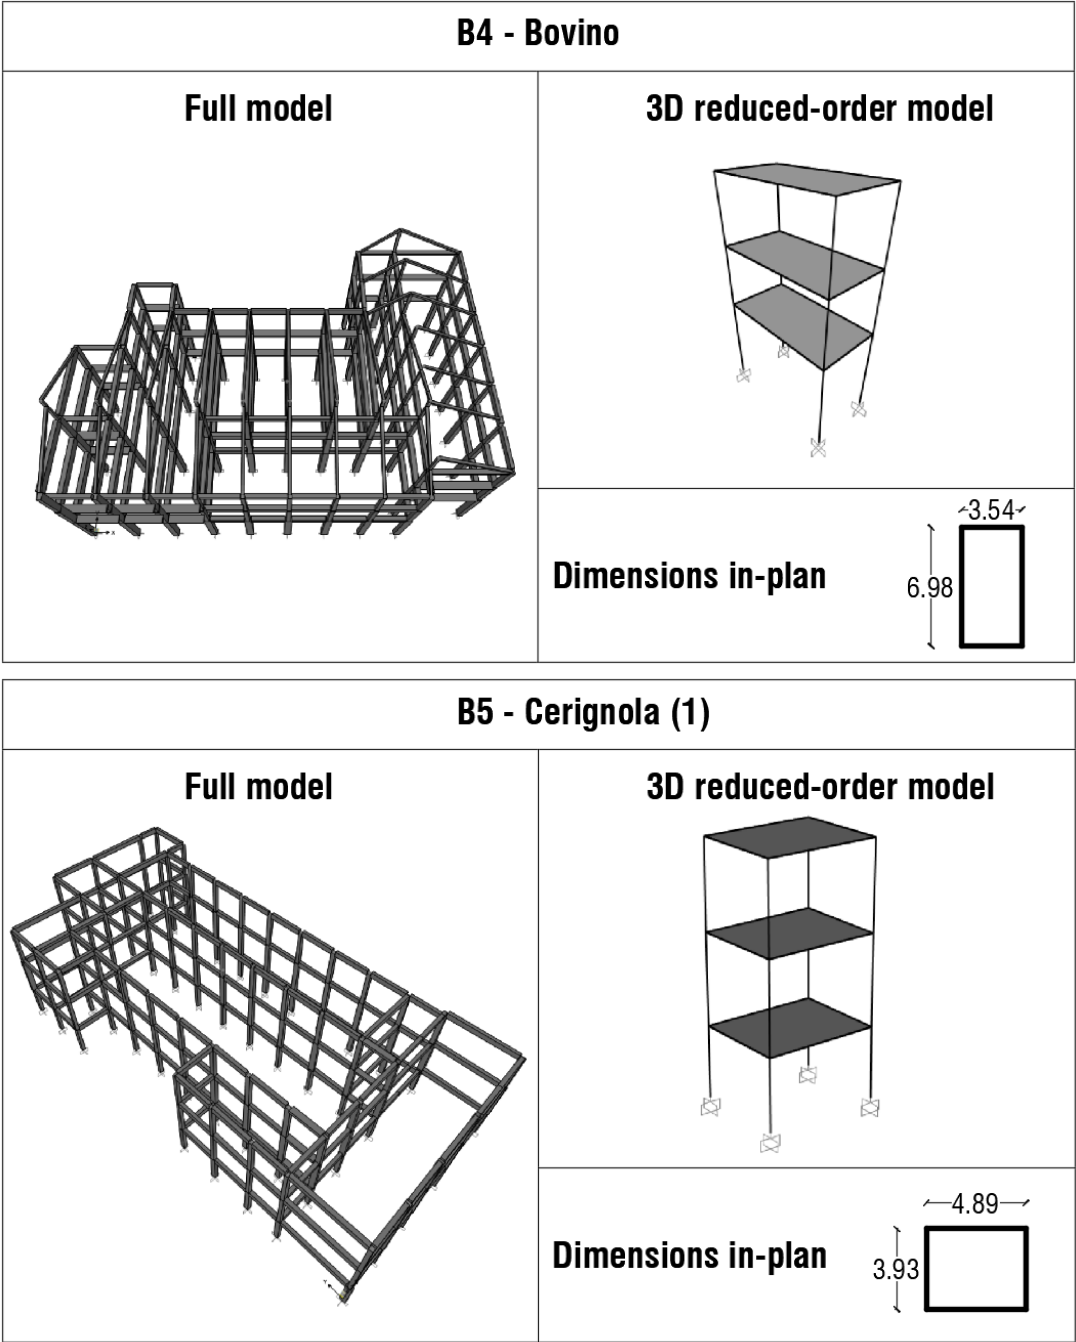 B4 - Bovino
Full model
3D reduced-order model
Dimensions in-plan
3.54
6.98
B5 - Cerignola (1)
Full model
3D reduced-order model
Dimensions in-plan
4.89
3.93